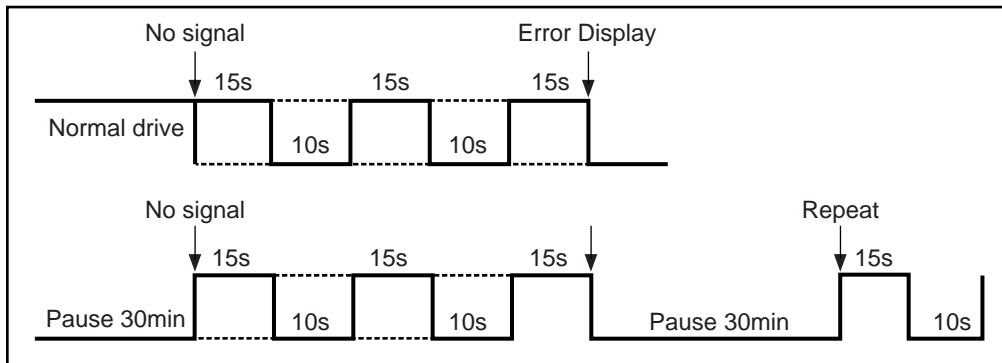 No signal Error Display
15s 15s 15s
Normal drive
10s 10s
No signal Repeat
15s 15s 15s 15s
Pause 30min 10s 10s Pause 30min 10s